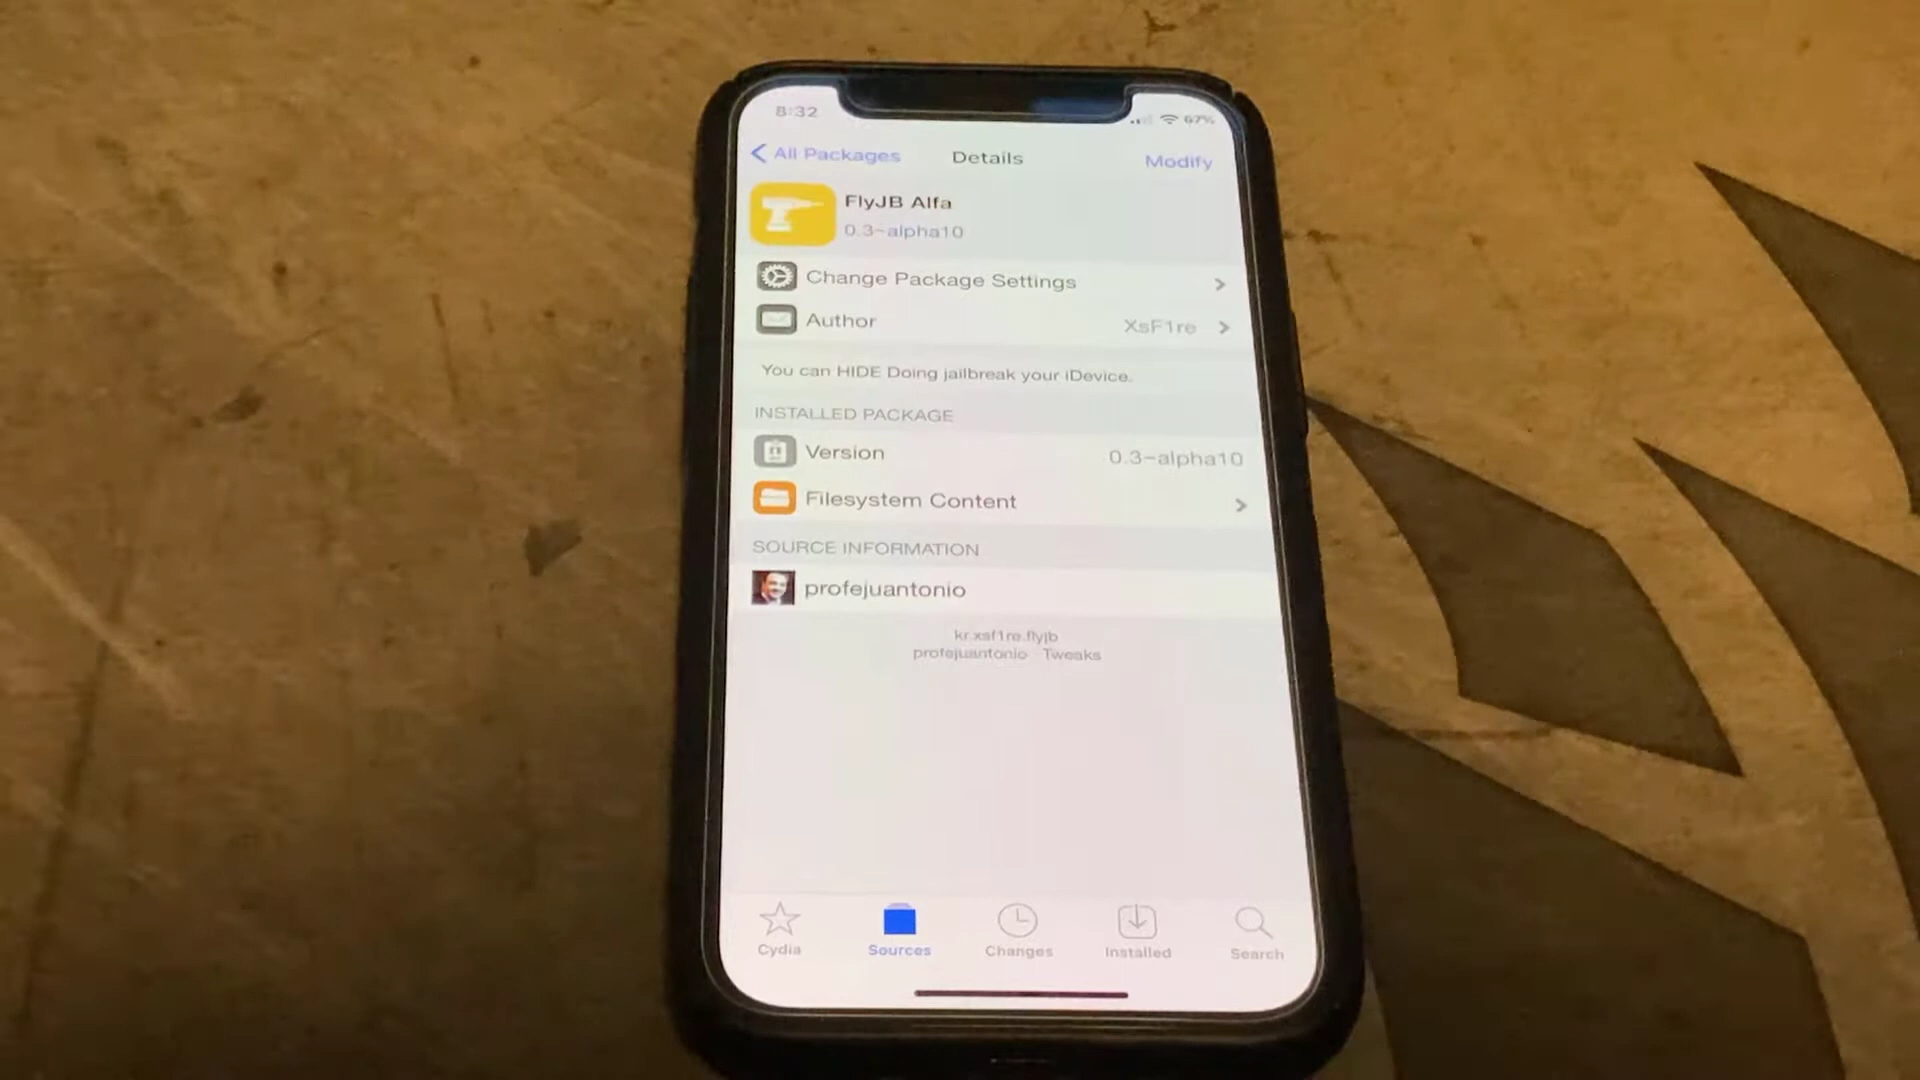 8:32
67%
All Packages
Details
Modify
FlyJB Alfa
0.3~alpha10
Change Package Settings
Author
XsF1re
You can HIDE Doing jailbreak your iDevice.
INSTALLED PACKAGE
Version
0.3~alpha10
Filesystem Content
SOURCE INFORMATION
profejuantonio
kr.xsf1re.flyjb
profejuantonio · Tweaks
Cydia
Sources
Changes
Installed
Search